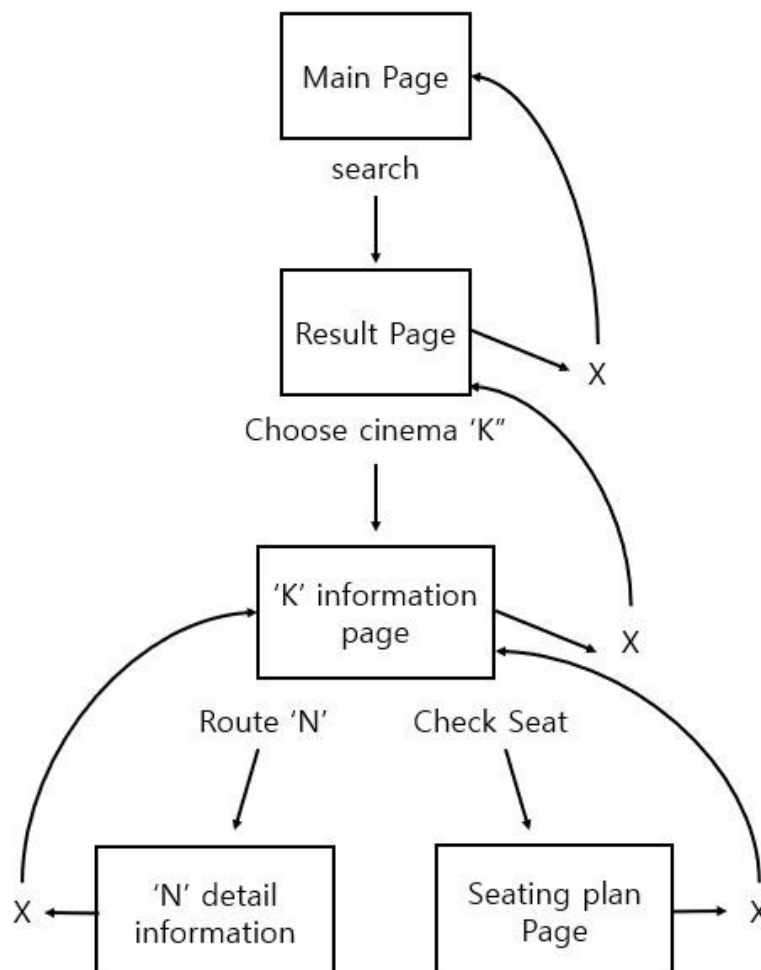 Main Page
search
Result Page
X
Choose cinema ‘K”
‘K’ information
page
X
Route ‘N’
Check Seat
‘N’ detail
information
X
Seating plan
Page
X